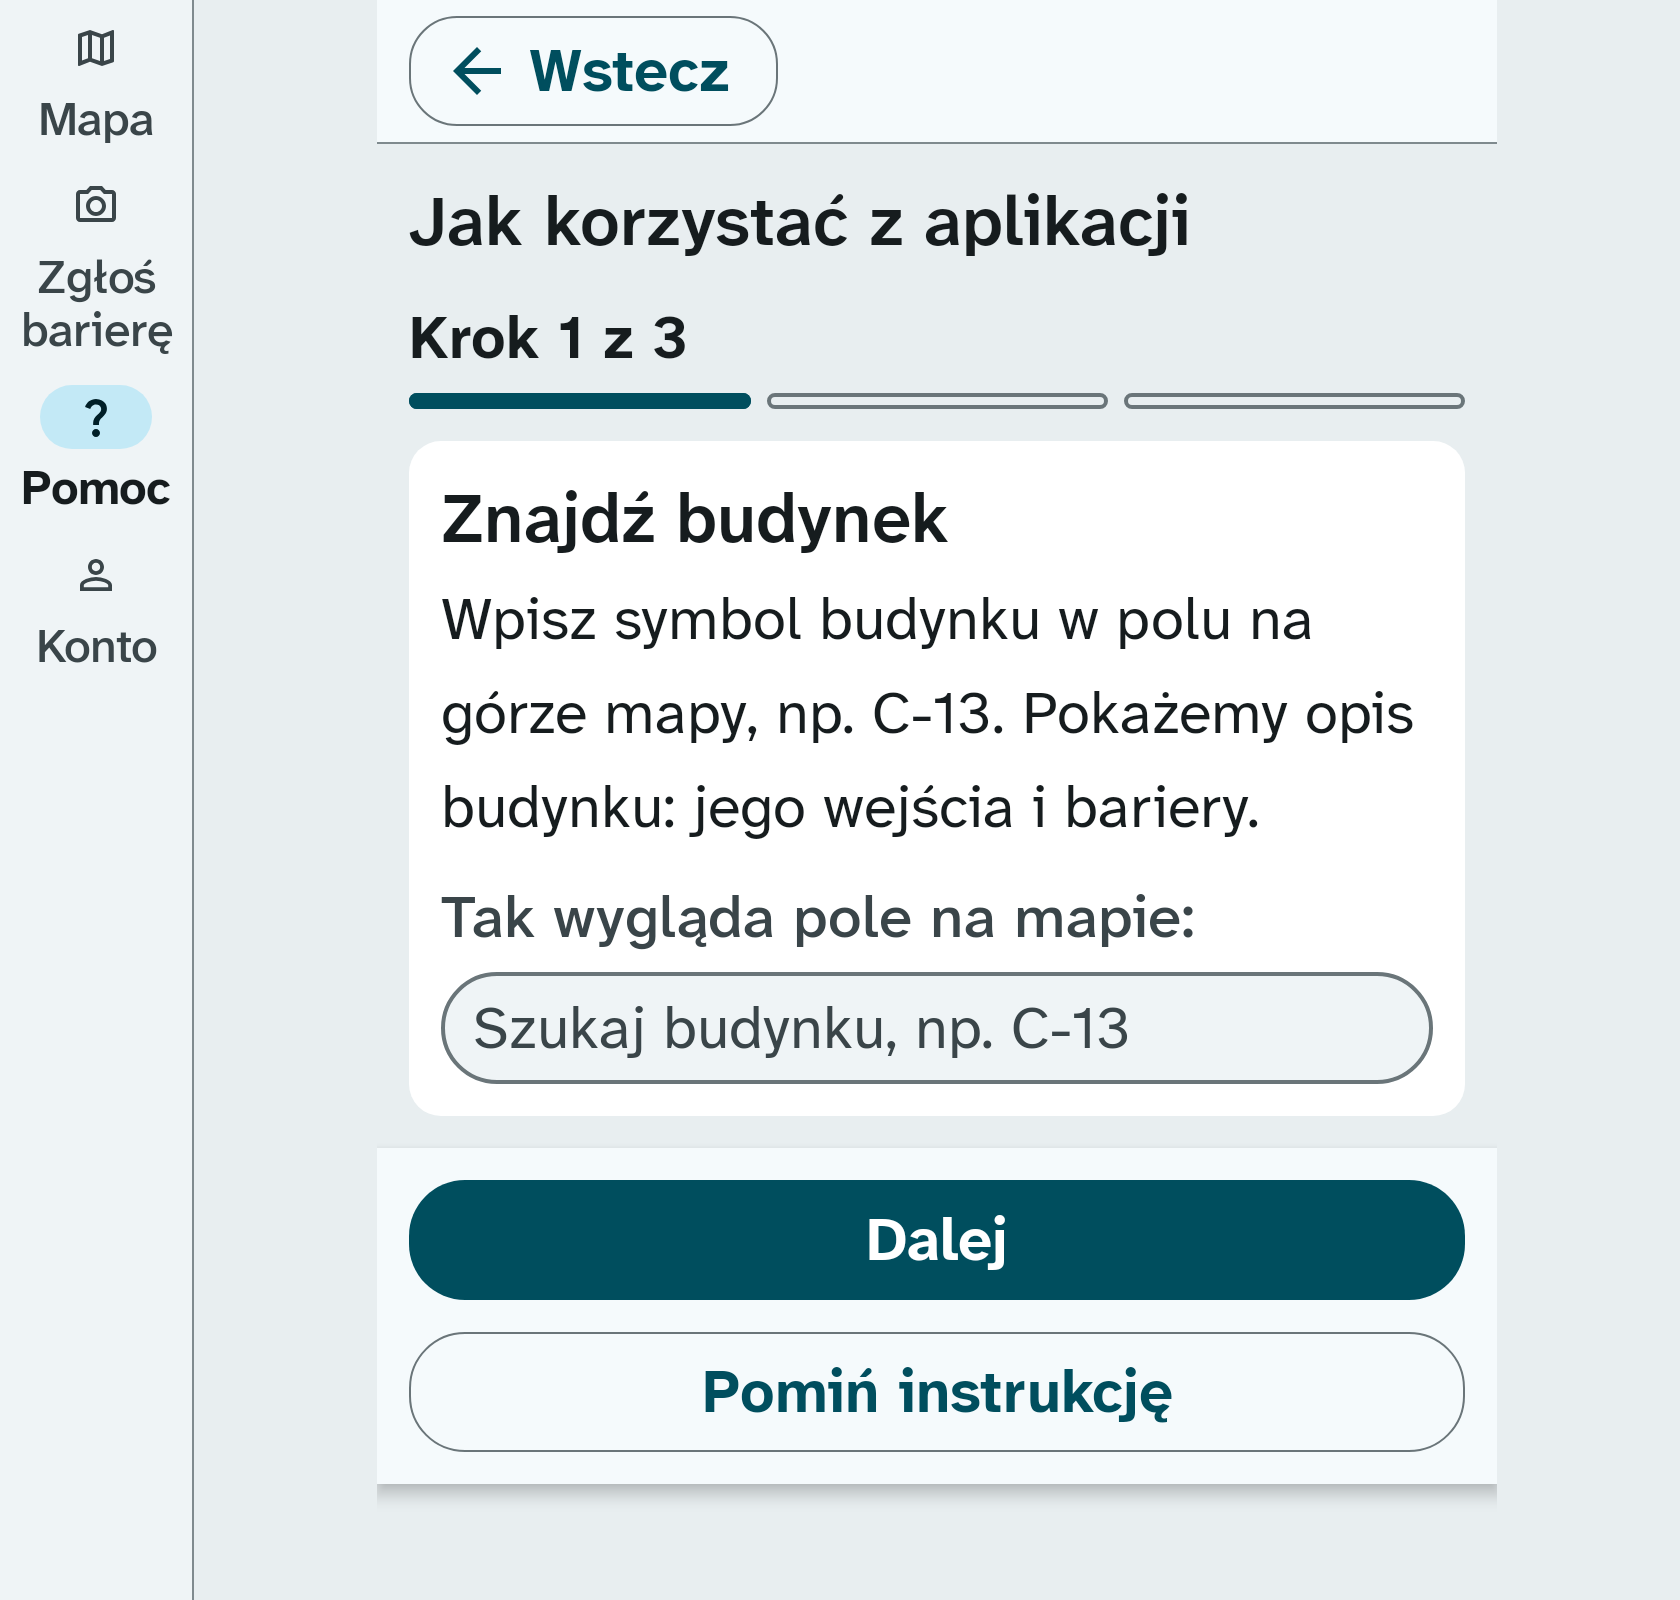 Mapa
Zgłoś
barierę
?
Pomoc
Konto
Wstecz
Jak korzystać z aplikacji
Krok 1 z 3
Znajdź budynek
Wpisz symbol budynku w polu na
górze mapy, np. C-13. Pokażemy opis
budynku: jego wejścia i bariery.
Tak wygląda pole na mapie:
Szukaj budynku, np. C-13
Dalej
Pomiń instrukcję